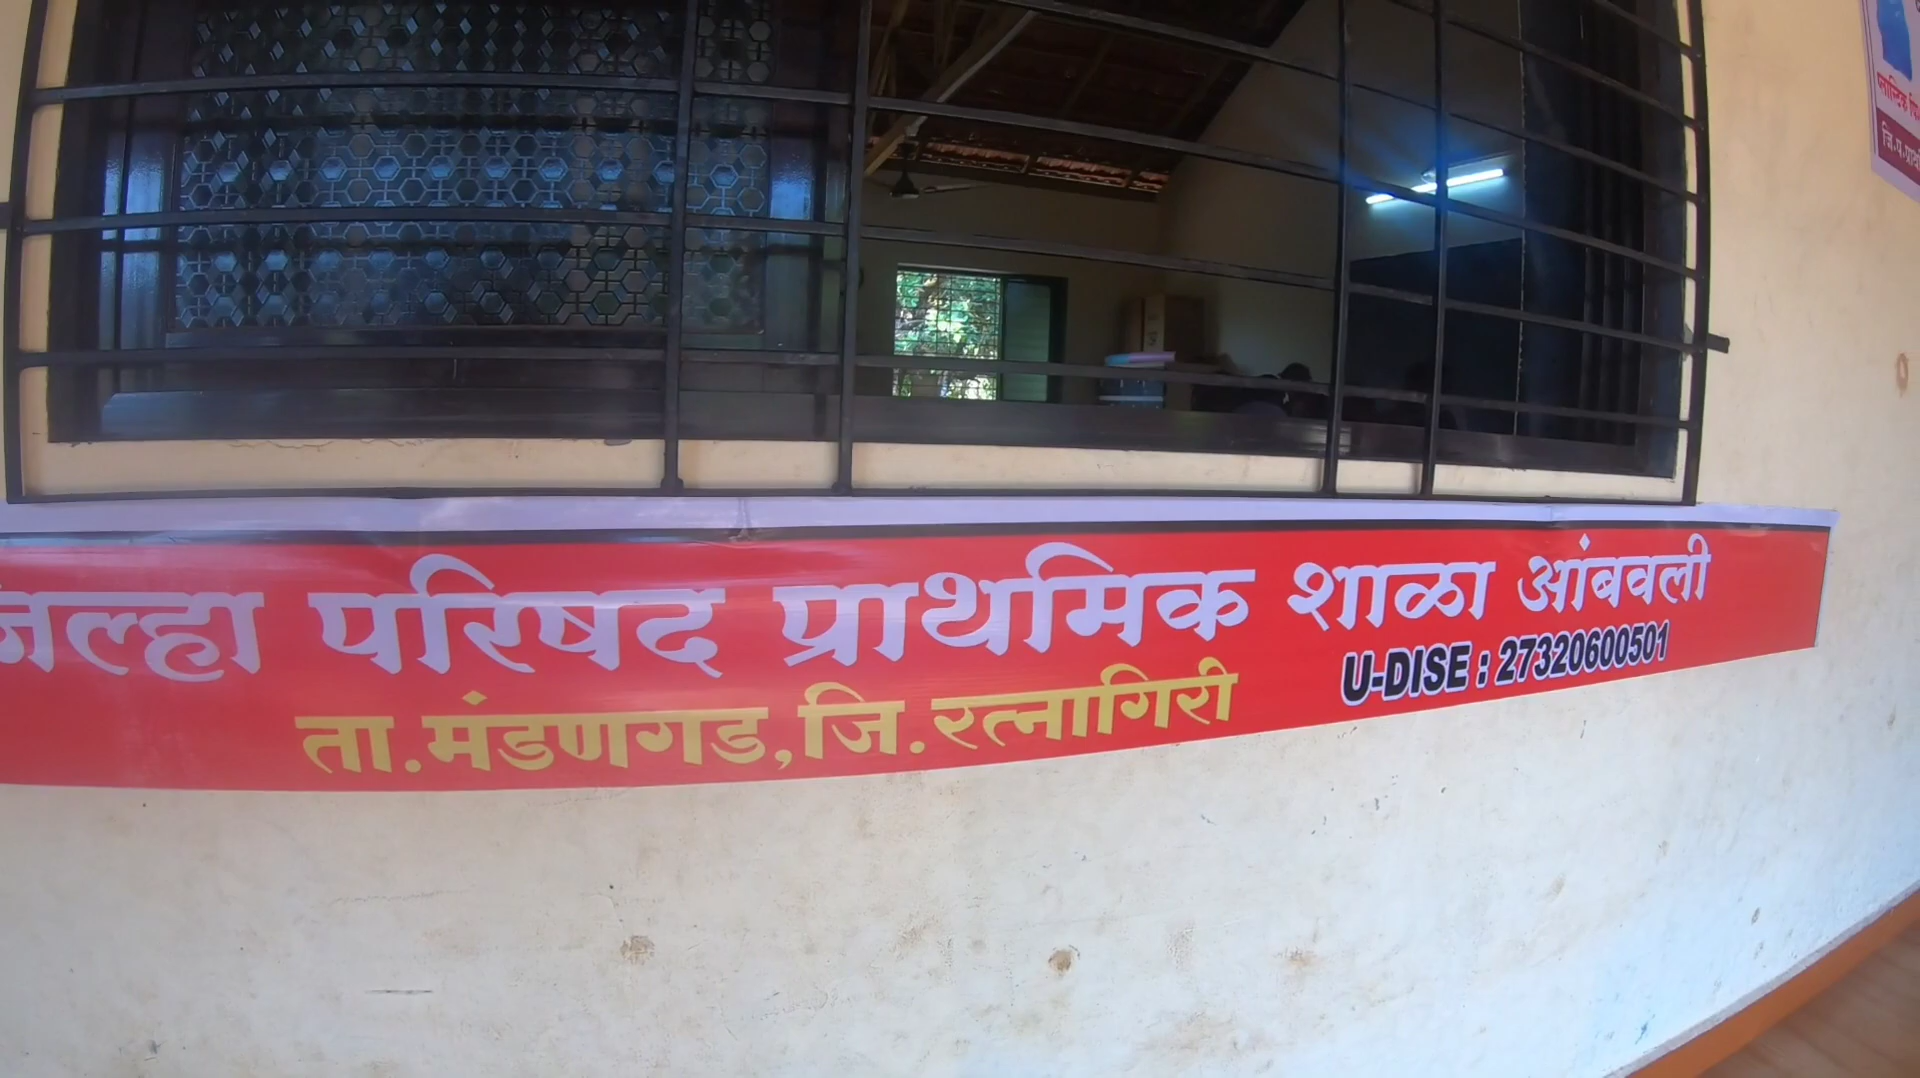 जिल्हा परिषद प्राथमिक शाळा आंबवली
ता.मंडणगड,जि.रत्नागिरी
U-DISE : 27320600501
प्लास्टिक
जि.प.